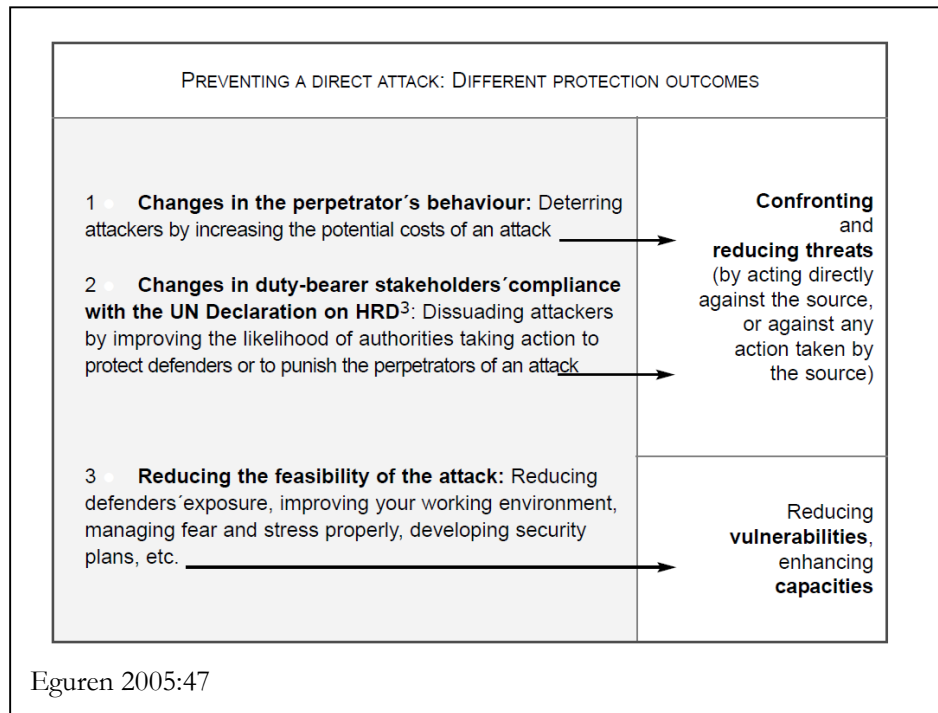 PREVENTING A DIRECT ATTACK: DIFFERENT PROTECTION OUTCOMES
1 Changes in the perpetrator´s behaviour: Deterring
attackers by increasing the potential costs of an attack
2 Changes in duty-bearer stakeholders´compliance
with the UN Declaration on HRD3: Dissuading attackers
by improving the likelihood of authorities taking action to
protect defenders or to punish the perpetrators of an attack
Confronting
and
reducing threats
(by acting directly
against the source,
or against any
action taken by
the source)
3 Reducing the feasibility of the attack: Reducing
defenders´exposure, improving your working environment,
managing fear and stress properly, developing security
plans, etc.
Reducing
vulnerabilities,
enhancing
capacities
Eguren 2005:47